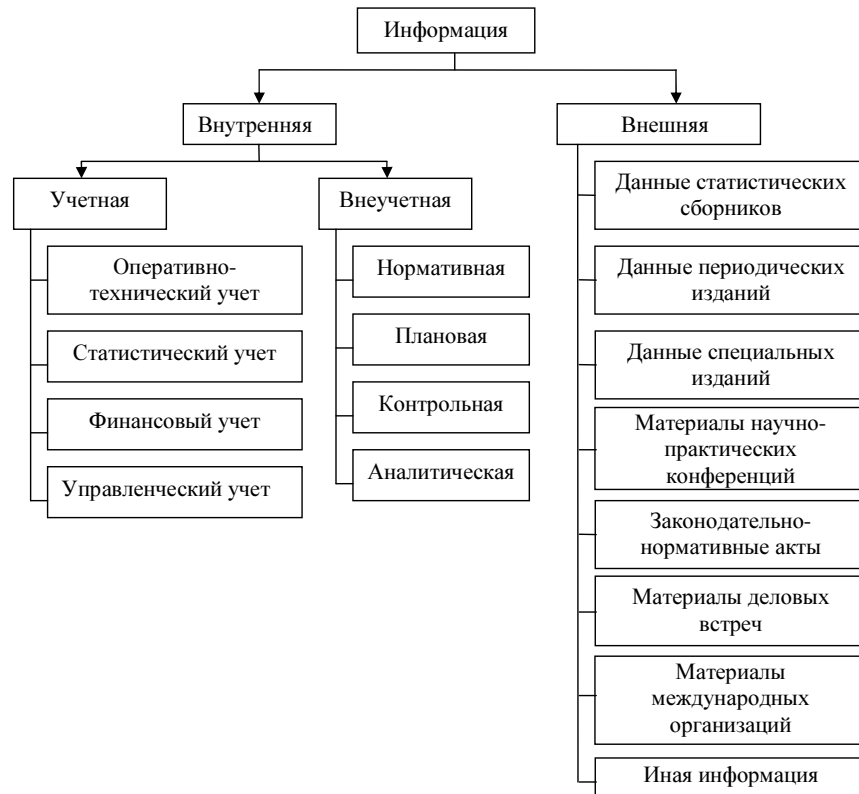 Информация
Внутренняя
Внешняя
Учетная
Внеучетная
Оперативно-
технический учет
Статистический учет
Финансовый учет
Управленческий учет
Нормативная
Плановая
Контрольная
Аналитическая
Данные статистических
сборников
Данные периодических
изданий
Данные специальных
изданий
Материалы научно-
практических
конференций
Законодательно-
нормативные акты
Материалы деловых
встреч
Материалы
международных
организаций
Иная информация